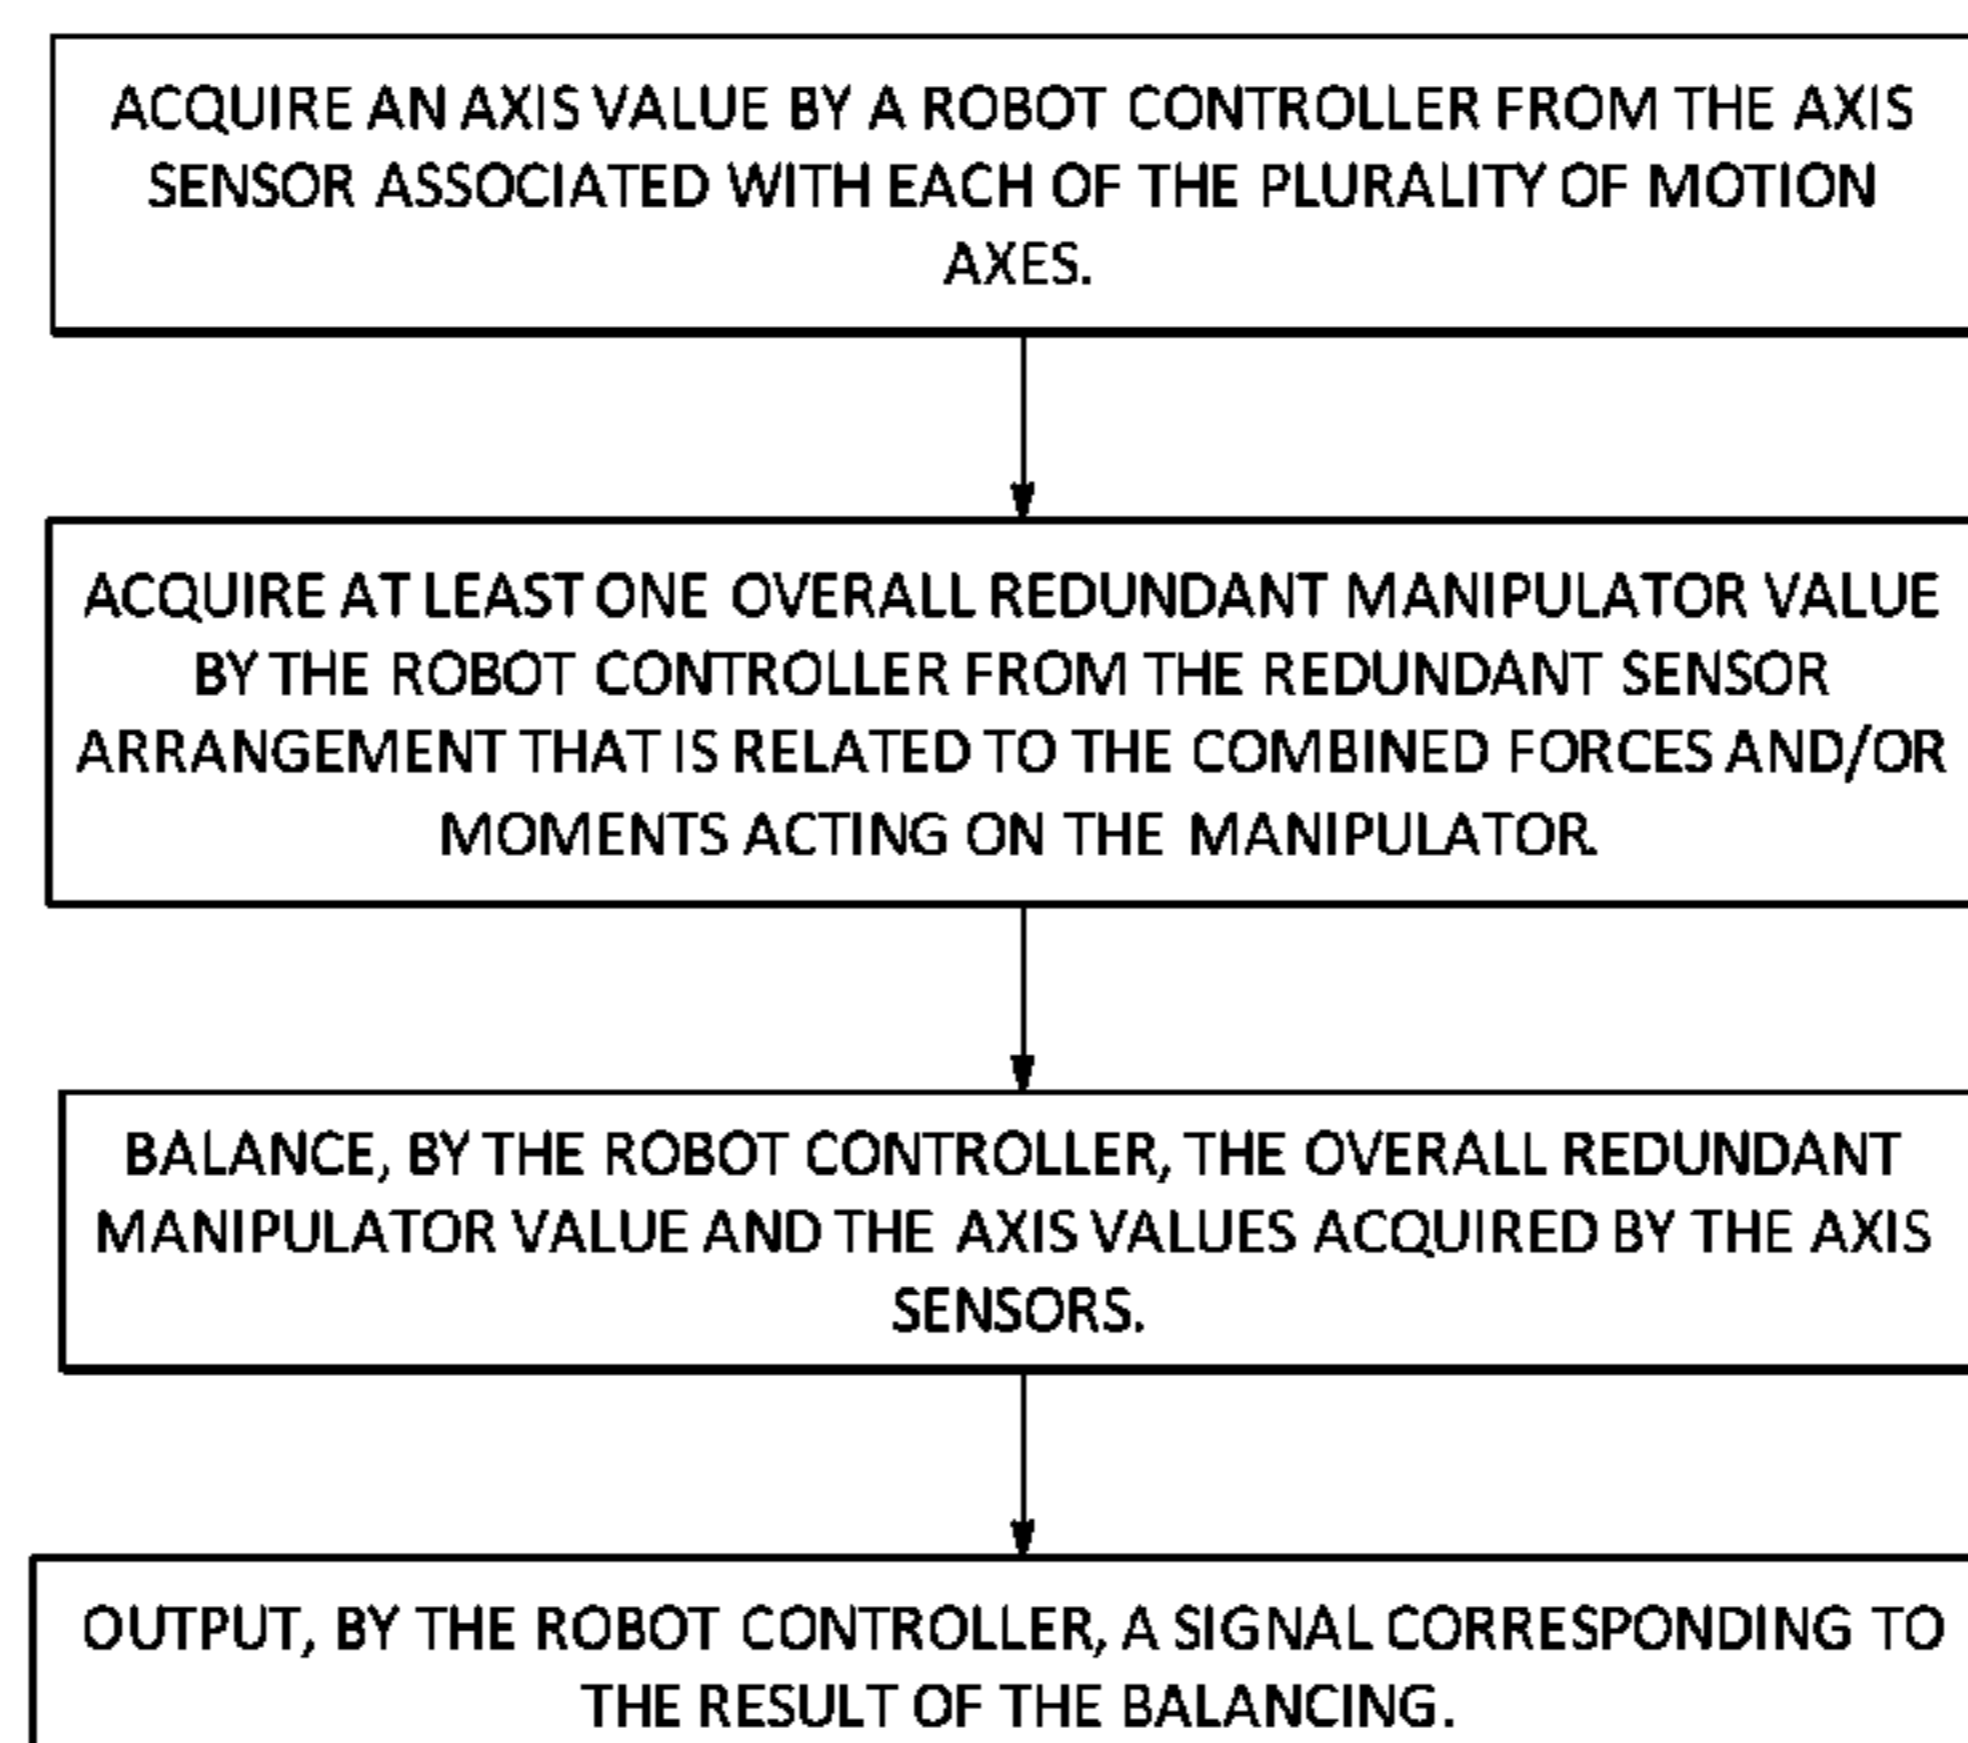 ACQUIRE AN AXIS VALUE BY A ROBOT CONTROLLER FROM THE AXIS
SENSOR ASSOCIATED WITH EACH OF THE PLURALITY OF MOTION
AXES.
ACQUIRE AT LEAST ONE OVERALL REDUNDANT MANIPULATOR VALUE
BY THE ROBOT CONTROLLER FROM THE REDUNDANT SENSOR
ARRANGEMENT THAT IS RELATED TO THE COMBINED FORCES AND/OR
MOMENTS ACTING ON THE MANIPULATOR.
BALANCE, BY THE ROBOT CONTROLLER, THE OVERALL REDUNDANT
MANIPULATOR VALUE AND THE AXIS VALUES ACQUIRED BY THE AXIS
SENSORS.
OUTPUT, BY THE ROBOT CONTROLLER, A SIGNAL CORRESPONDING TO
THE RESULT OF THE BALANCING.